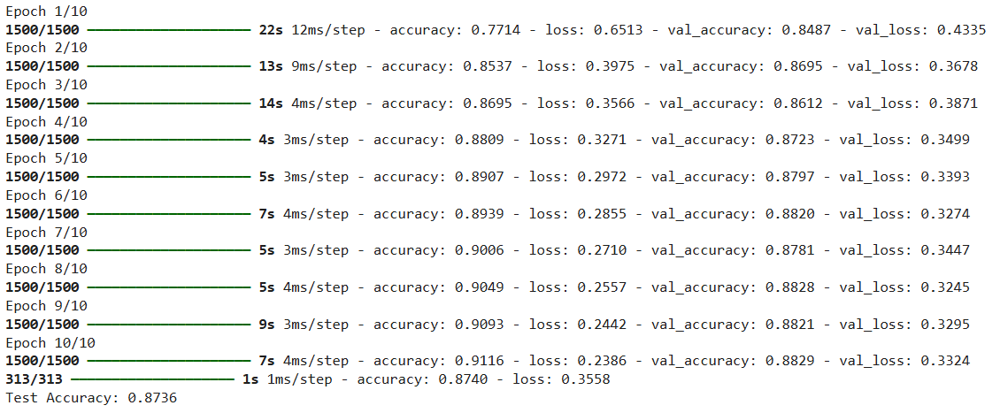 Epoch 1/10
1500/1500 ━━━━━━━━━━━━━━━━━━━━ 22s 12ms/step - accuracy: 0.7714 - loss: 0.6513 - val_accuracy: 0.8487 - val_loss: 0.4335
Epoch 2/10
1500/1500 ━━━━━━━━━━━━━━━━━━━━ 13s 9ms/step - accuracy: 0.8537 - loss: 0.3975 - val_accuracy: 0.8695 - val_loss: 0.3678
Epoch 3/10
1500/1500 ━━━━━━━━━━━━━━━━━━━━ 14s 4ms/step - accuracy: 0.8695 - loss: 0.3566 - val_accuracy: 0.8612 - val_loss: 0.3871
Epoch 4/10
1500/1500 ━━━━━━━━━━━━━━━━━━━━ 4s 3ms/step - accuracy: 0.8809 - loss: 0.3271 - val_accuracy: 0.8723 - val_loss: 0.3499
Epoch 5/10
1500/1500 ━━━━━━━━━━━━━━━━━━━━ 5s 3ms/step - accuracy: 0.8907 - loss: 0.2972 - val_accuracy: 0.8797 - val_loss: 0.3393
Epoch 6/10
1500/1500 ━━━━━━━━━━━━━━━━━━━━ 7s 4ms/step - accuracy: 0.8939 - loss: 0.2855 - val_accuracy: 0.8820 - val_loss: 0.3274
Epoch 7/10
1500/1500 ━━━━━━━━━━━━━━━━━━━━ 5s 3ms/step - accuracy: 0.9006 - loss: 0.2710 - val_accuracy: 0.8781 - val_loss: 0.3447
Epoch 8/10
1500/1500 ━━━━━━━━━━━━━━━━━━━━ 5s 4ms/step - accuracy: 0.9049 - loss: 0.2557 - val_accuracy: 0.8828 - val_loss: 0.3245
Epoch 9/10
1500/1500 ━━━━━━━━━━━━━━━━━━━━ 9s 3ms/step - accuracy: 0.9093 - loss: 0.2442 - val_accuracy: 0.8821 - val_loss: 0.3295
Epoch 10/10
1500/1500 ━━━━━━━━━━━━━━━━━━━━ 7s 4ms/step - accuracy: 0.9116 - loss: 0.2386 - val_accuracy: 0.8829 - val_loss: 0.3324
313/313 ━━━━━━━━━━━━━━━━━━━━ 1s 1ms/step - accuracy: 0.8740 - loss: 0.3558
Test Accuracy: 0.8736